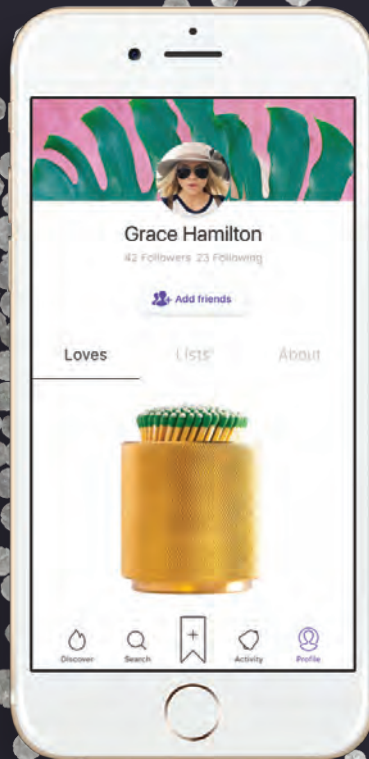 Grace Hamilton
42 Followers 23 Following
Add friends
Loves Lists About
+
Discover Search Activity Profile